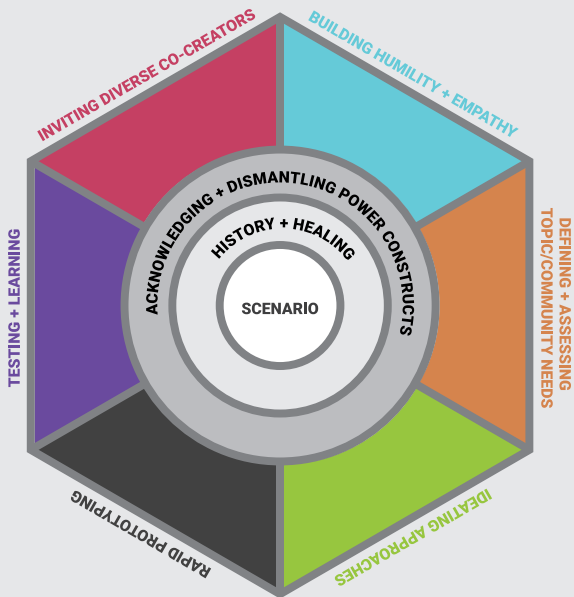 INVITING DIVERSE CO-CREATORS
BUILDING HUMILITY + EMPATHY
DEFINING + ASSESSING
TOPIC/COMMUNITY NEEDS
IDEATING APPROACHES
RAPID PROTOTYPING
TESTING + LEARNING
ACKNOWLEDGING + DISMANTLING POWER CONSTRUCTS
HISTORY + HEALING
SCENARIO